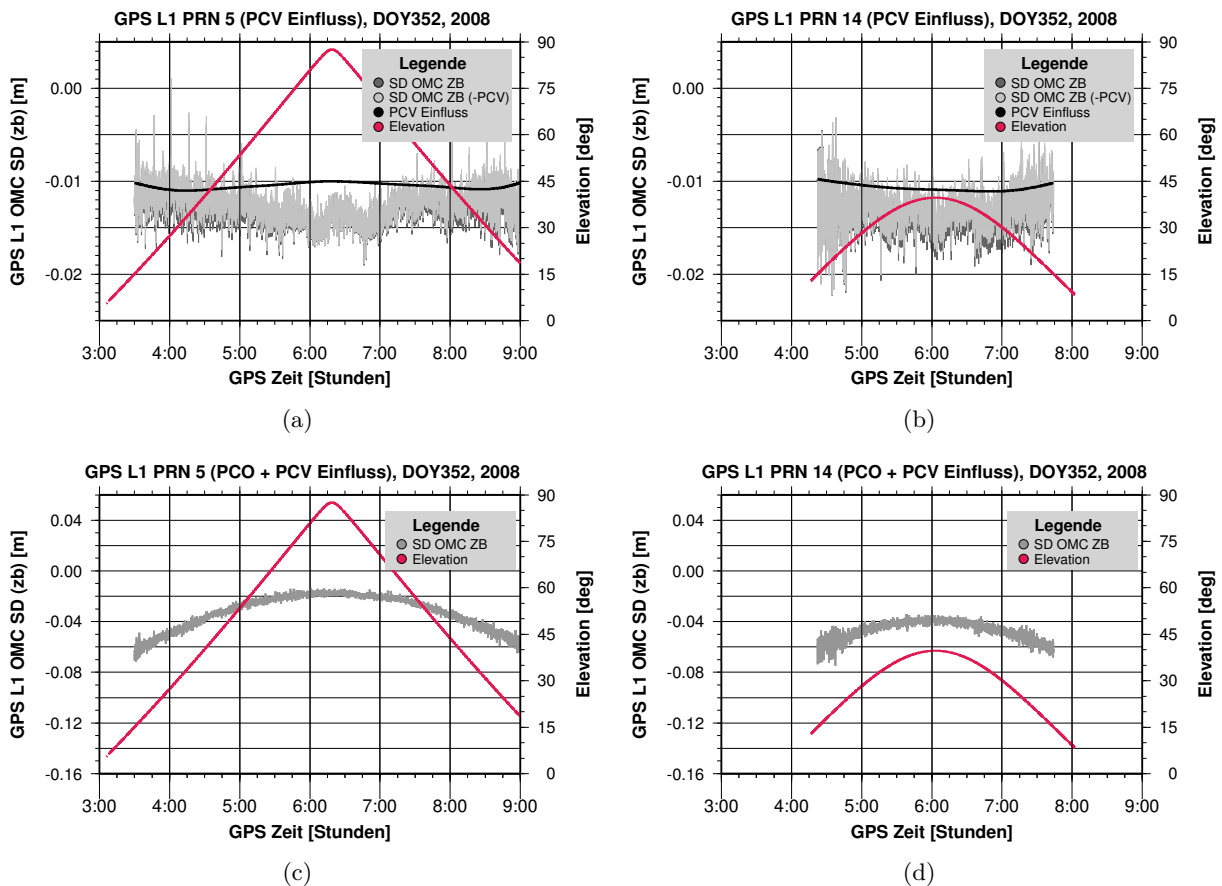 GPS L1 PRN 5 (PCV Einfluss), DOY352, 2008
GPS L1 OMC SD (zb) [m]
0.00
-0.01
-0.02
Legende
SD OMC ZB
SD OMC ZB (-PCV)
PCV Einfluss
Elevation
90
75
60
45
30
15
0
Elevation [deg]
3:00 4:00 5:00 6:00 7:00 8:00 9:00
GPS Zeit [Stunden]
(a)
GPS L1 PRN 14 (PCV Einfluss), DOY352, 2008
GPS L1 OMC SD (zb) [m]
0.00
-0.01
-0.02
Legende
SD OMC ZB
SD OMC ZB (-PCV)
PCV Einfluss
Elevation
90
75
60
45
30
15
0
Elevation [deg]
3:00 4:00 5:00 6:00 7:00 8:00 9:00
GPS Zeit [Stunden]
(b)
GPS L1 PRN 5 (PCO + PCV Einfluss), DOY352, 2008
GPS L1 OMC SD (zb) [m]
0.04
0.00
-0.04
-0.08
-0.12
-0.16
Legende
SD OMC ZB
Elevation
90
75
60
45
30
15
0
Elevation [deg]
3:00 4:00 5:00 6:00 7:00 8:00 9:00
GPS Zeit [Stunden]
(c)
GPS L1 PRN 14 (PCO + PCV Einfluss), DOY352, 2008
GPS L1 OMC SD (zb) [m]
0.04
0.00
-0.04
-0.08
-0.12
-0.16
Legende
SD OMC ZB
Elevation
90
75
60
45
30
15
0
Elevation [deg]
3:00 4:00 5:00 6:00 7:00 8:00 9:00
GPS Zeit [Stunden]
(d)